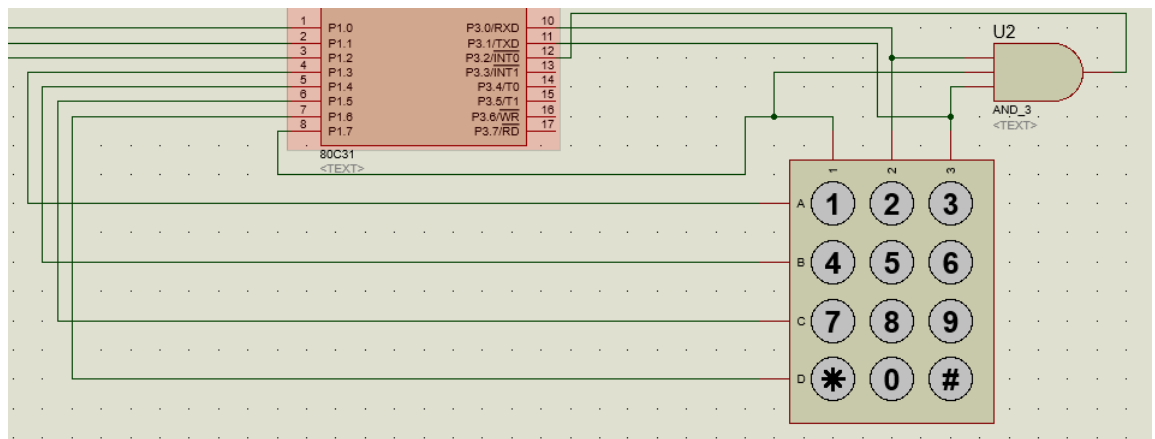 1 P1.0 P3.0/RXD 10
2 P1.1 P3.1/TXD 11
3 P1.2 P3.2/INT0 12
4 P1.3 P3.3/INT1 13
5 P1.4 P3.4/T0 14
6 P1.5 P3.5/T1 15
7 P1.6 P3.6/WR 16
8 P1.7 P3.7/RD 17
80C31
<TEXT>
U2
AND_3
<TEXT>
1 2 3
A 1 2 3
B 4 5 6
C 7 8 9
D * 0 #